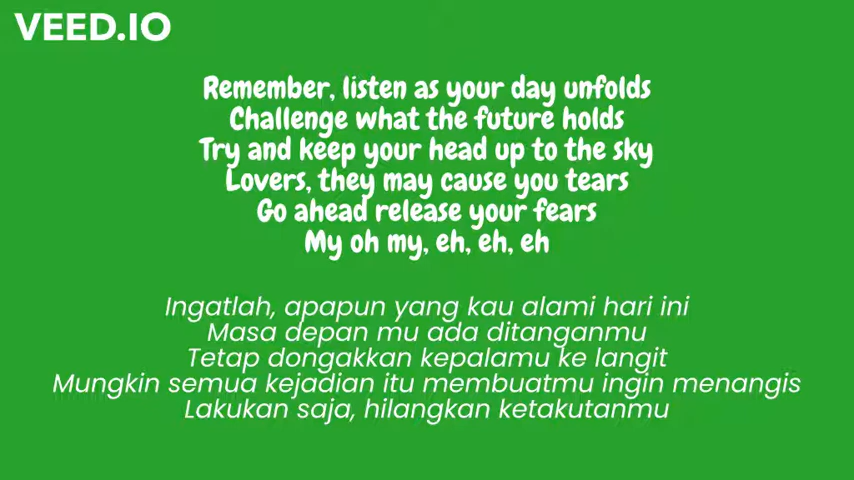 VEED.IO
Remember, listen as your day unfolds
Challenge what the future holds
Try and keep your head up to the sky
Lovers, they may cause you tears
Go ahead release your fears
My oh my, eh, eh, eh
Ingatlah, apapun yang kau alami hari ini
Masa depan mu ada ditanganmu
Tetap dongakkan kepalamu ke langit
Mungkin semua kejadian itu membuatmu ingin menangis
Lakukan saja, hilangkan ketakutanmu